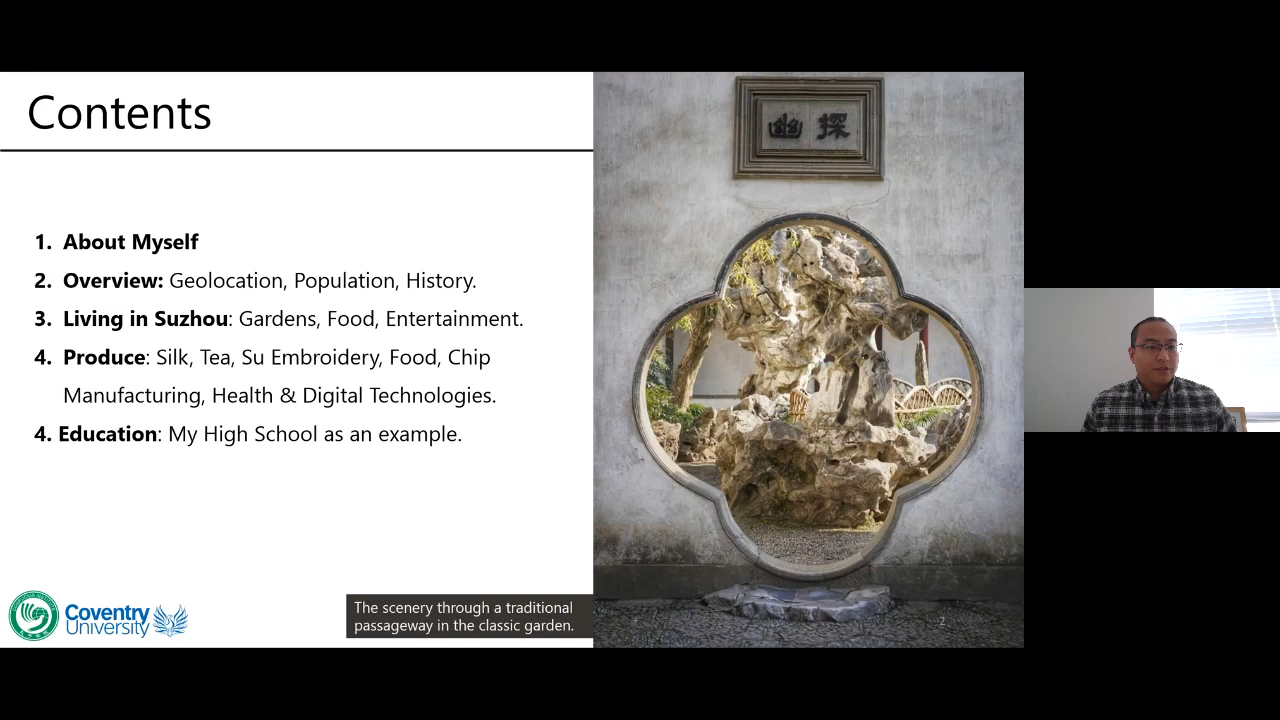 Contents
1. About Myself
2. Overview: Geolocation, Population, History.
3. Living in Suzhou: Gardens, Food, Entertainment.
4. Produce: Silk, Tea, Su Embroidery, Food, Chip
Manufacturing, Health & Digital Technologies.
4. Education: My High School as an example.
Coventry
University
The scenery through a traditional
passageway in the classic garden.
幽 探
2